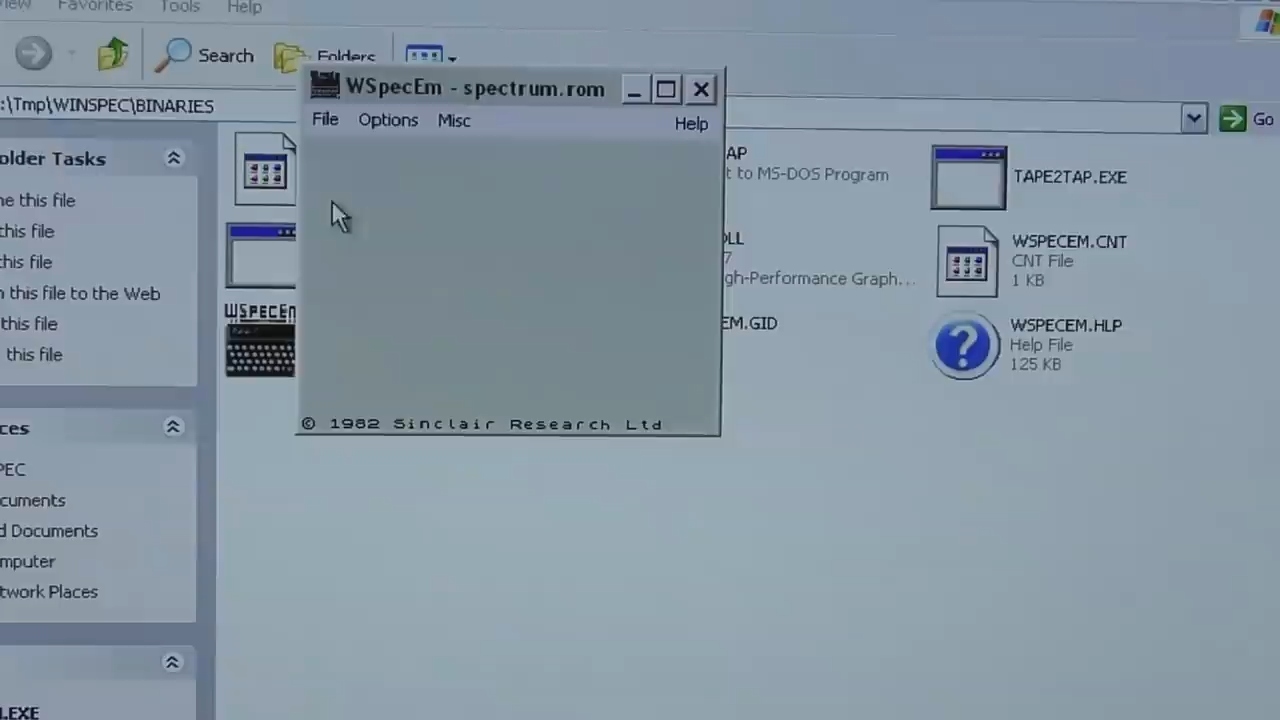 View Favorites Tools Help
Search Folders
:\Tmp\WINSPEC\BINARIES
Go
WSpecEm - spectrum.rom
File Options Misc Help
© 1982 Sinclair Research Ltd
older Tasks
me this file
this file
this file
h this file to the Web
this file
this file
ces
PEC
cuments
d Documents
mputer
twork Places
.EXE
WSPECEm
AP
t to MS-DOS Program
TAPE2TAP.EXE
DLL
7
gh-Performance Graph...
WSPECEM.CNT
CNT File
1 KB
EM.GID
WSPECEM.HLP
Help File
125 KB